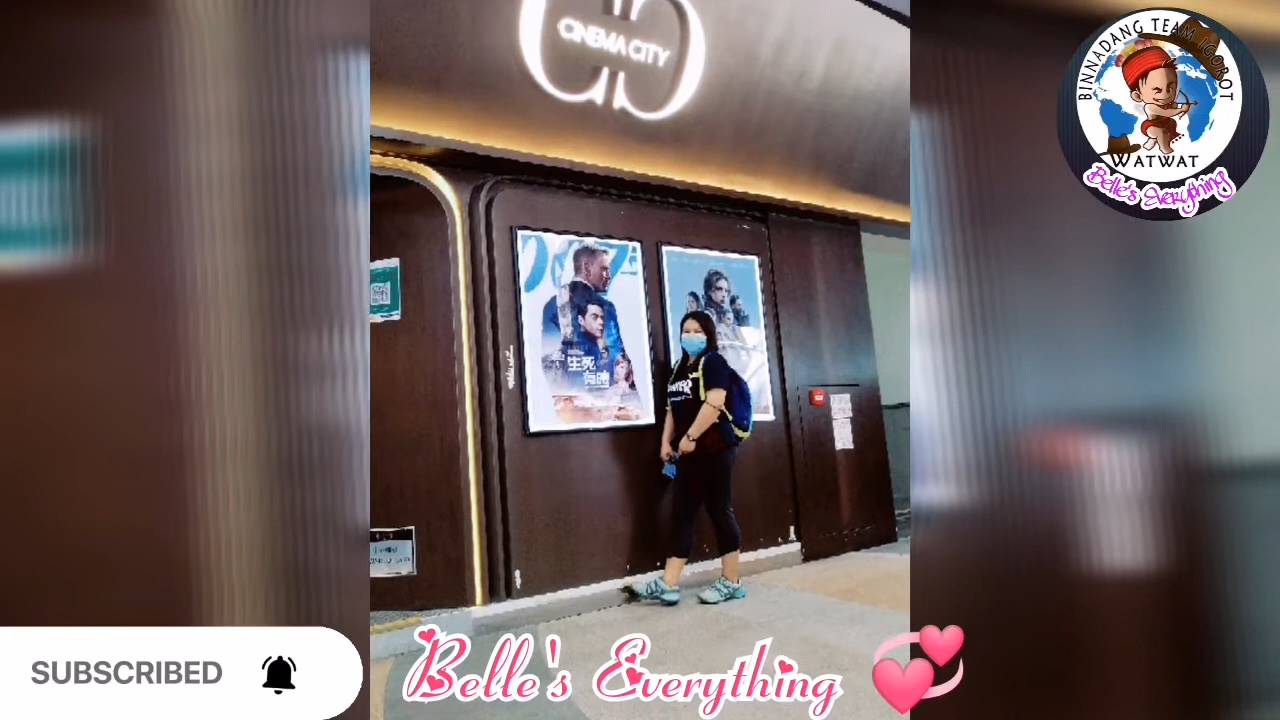 CINEMA CITY
BINNADANG TEAM IGOROT
WATWAT
Belle's Everything
007
生死
有時
SUBSCRIBED
Belle's Everything